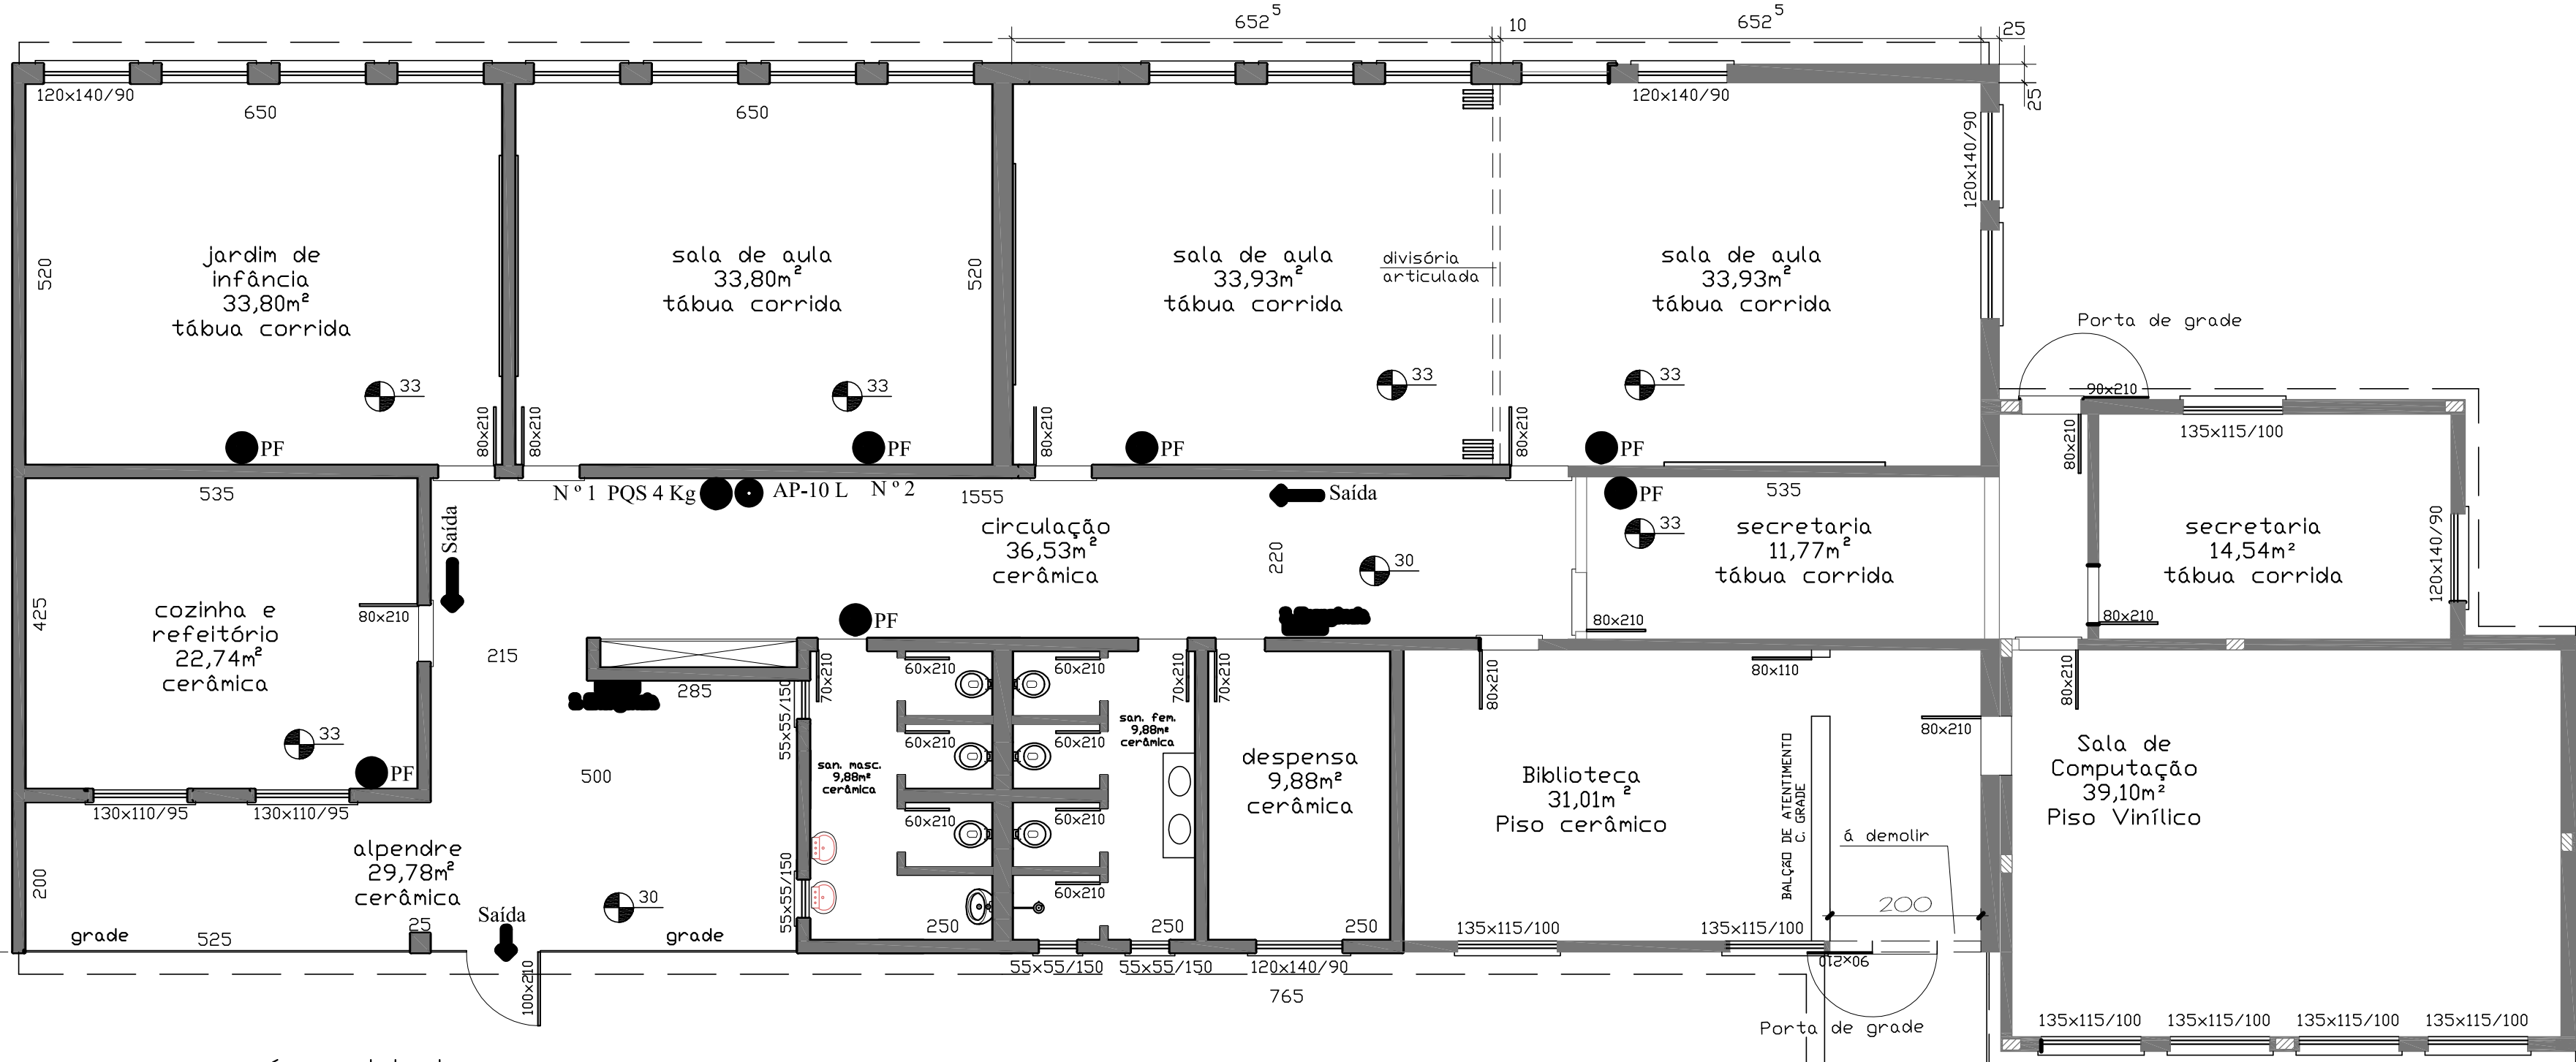 652⁵
10
652⁵
25
25
120x140/90
650
650
120x140/90
120x140/90
520
520
jardim de
infância
33,80m²
tábua corrida
sala de aula
33,80m²
tábua corrida
sala de aula
33,93m²
tábua corrida
divisória
articulada
sala de aula
33,93m²
tábua corrida
Porta de grade
33
33
33
33
90x210
80x210
80x210
80x210
80x210
80x210
135x115/100
PF
PF
PF
PF
535
Nº1 PQS 4 Kg
AP-10 L
Nº2
1555
Saída
PF
535
Saída
circulação
36,53m²
cerâmica
220
30
33
secretaria
11,77m²
tábua corrida
secretaria
14,54m²
tábua corrida
120x140/90
425
cozinha e
refeitório
22,74m²
cerâmica
80x210
PF
80x210
80x210
215
285
55x55/150
70x210
60x210
60x210
70x210
70x210
80x210
80x110
80x210
80x210
san. fem.
9,88m²
cerâmica
60x210
60x210
33
PF
500
san. masc.
9,88m²
cerâmica
despensa
9,88m²
cerâmica
Biblioteca
31,01m²
Piso cerâmico
BALÇÃO DE ATENTIMENTO
C. GRADE
Sala de
Computação
39,10m²
Piso Vinílico
130x110/95
130x110/95
60x210
60x210
á demolir
alpendre
29,78m²
cerâmica
200
55x55/150
60x210
30
200
Saída
25
grade
525
grade
250
250
250
135x115/100
135x115/100
100x210
55x55/150
55x55/150
120x140/90
90x210
765
Porta de grade
135x115/100
135x115/100
135x115/100
135x115/100